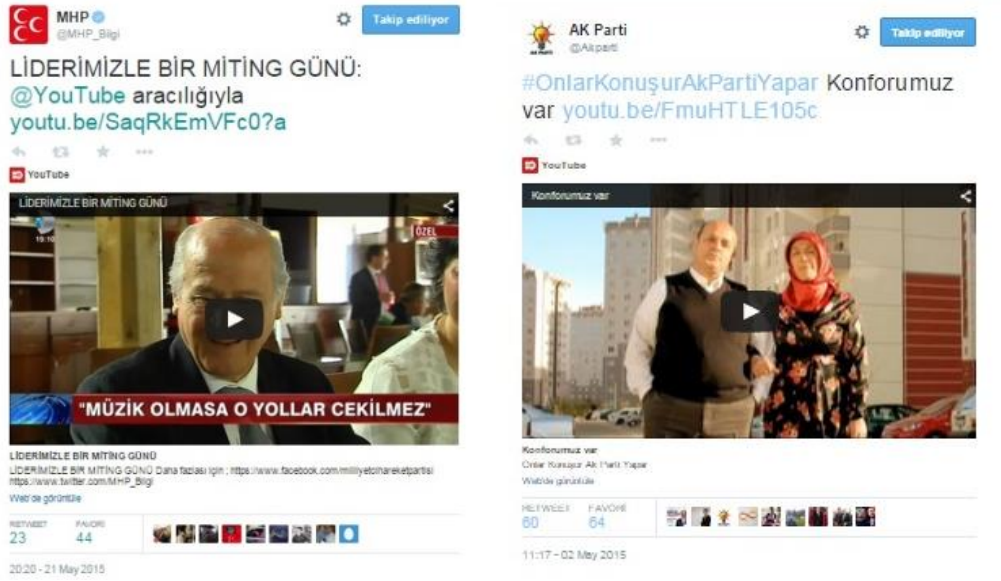 MHP
@MHP_Bilgi
Takip ediliyor
LİDERİMİZLE BİR MİTİNG GÜNÜ:
@YouTube aracılığıyla
youtu.be/SaqRkEmVFc0?a
YouTube
LİDERİMİZLE BİR MİTİNG GÜNÜ
19:10
ÖZEL
"MÜZİK OLMASA O YOLLAR CEKİLMEZ"
LİDERİMİZLE BİR MİTİNG GÜNÜ
LİDERİMİZLE BİR MİTİNG GÜNÜ Daha fazlası için ; https://www.facebook.com/milliyetcihareketpartisi
https://www.twitter.com/MHP_Bilgi
Web'de görüntüle
RETWEET FAVORİ
23 44
20:20 - 21 May 2015
AK Parti
@Akparti
Takip ediliyor
#OnlarKonuşurAkPartiYapar Konforumuz
var youtu.be/FmuHTLE105c
YouTube
Konforumuz var
Konforumuz var
Onlar Konuşur Ak Parti Yapar
Web'de görüntüle
RETWEET FAVORİ
60 64
11:17 - 02 May 2015